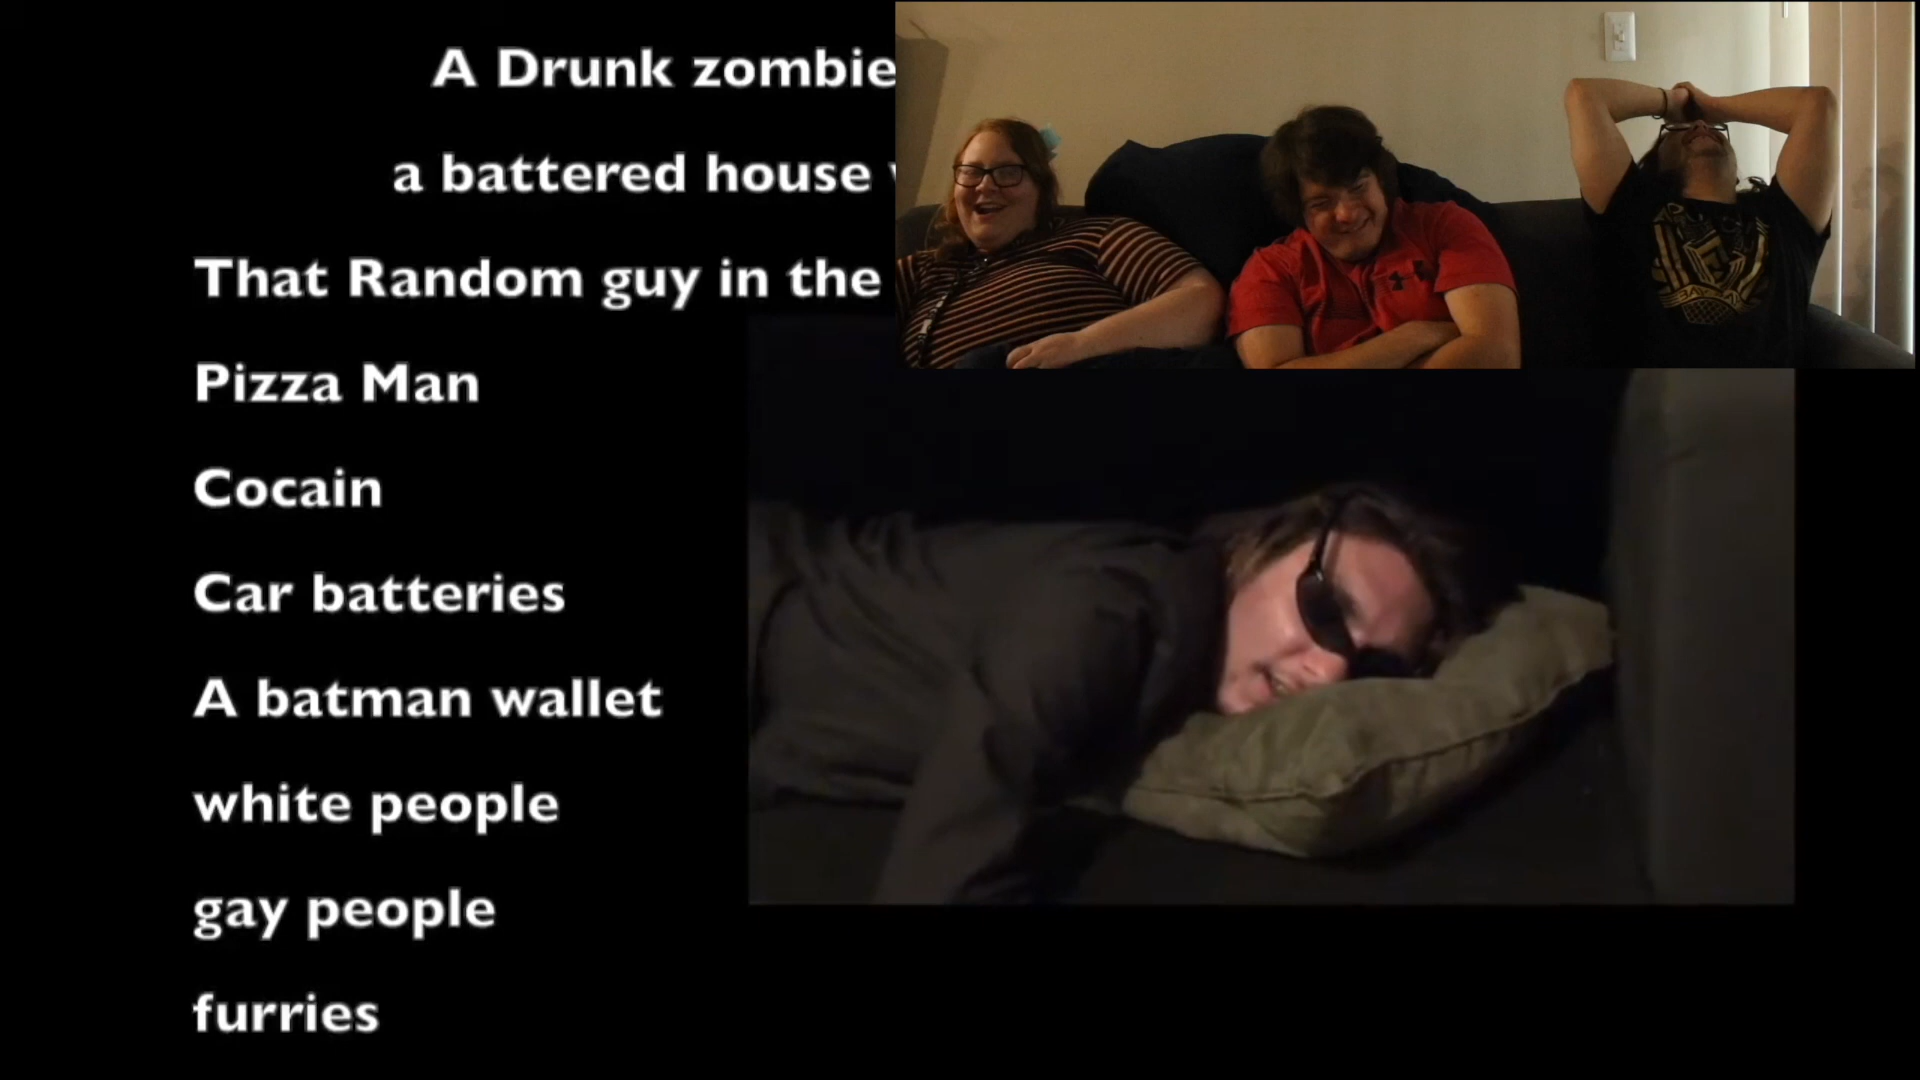 A Drunk zombie
a battered house
That Random guy in the
Pizza Man
Cocain
Car batteries
A batman wallet
white people
gay people
furries